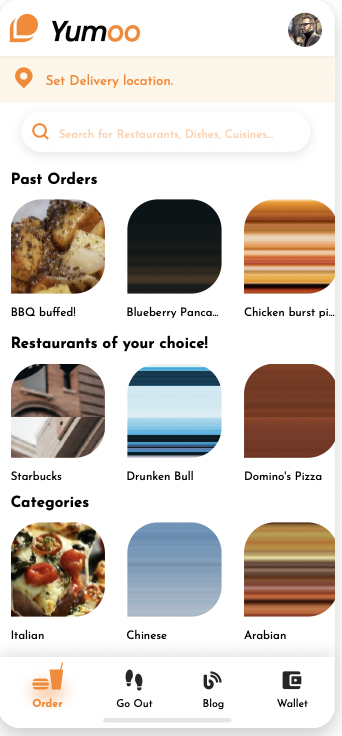 Yumoo
Set Delivery location.
Search for Restaurants, Dishes, Cuisines...
Past Orders
BBQ buffed!
Blueberry Panca...
Chicken burst pi...
Restaurants of your choice!
Starbucks
Drunken Bull
Domino's Pizza
Categories
Italian
Chinese
Arabian
Order
Go Out
Blog
Wallet